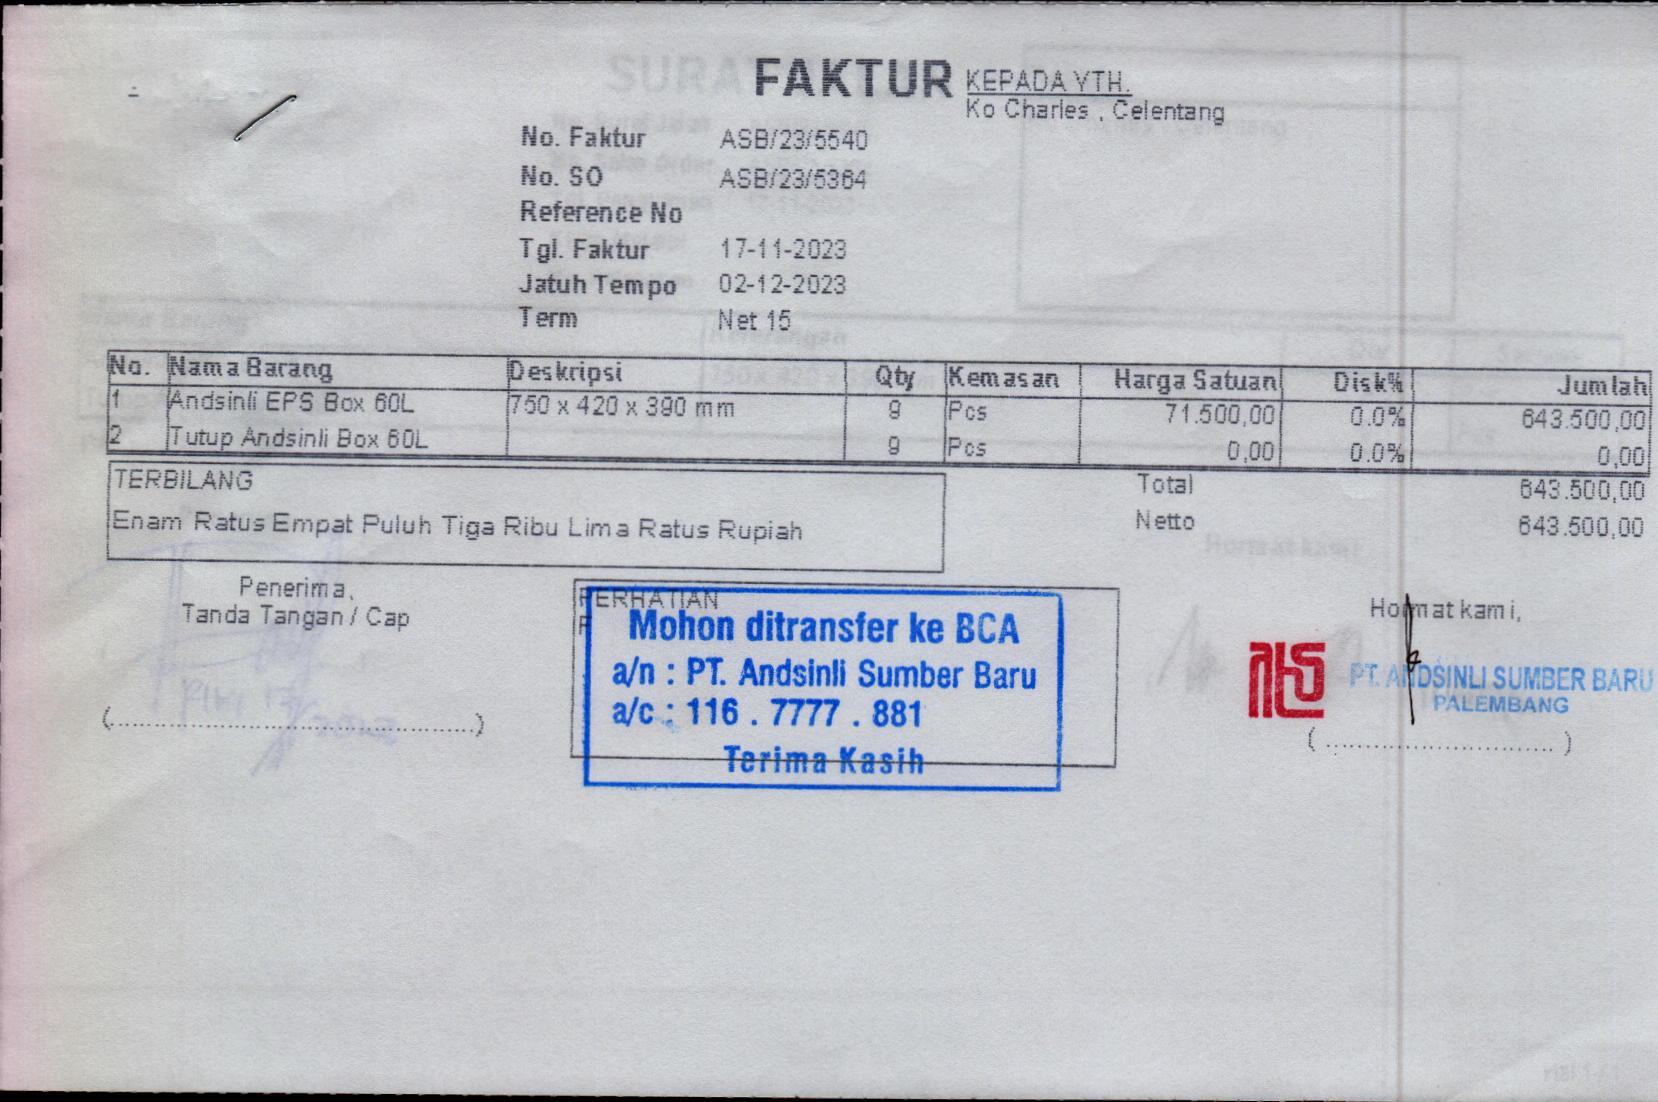 FAKTUR
KEPADA YTH.
Ko Charles , Celentang
No. Faktur ASB/23/5540
No. SO ASB/23/5364
Reference No
Tgl. Faktur 17-11-2023
Jatuh Tempo 02-12-2023
Term Net 15
No. Nama Barang Deskripsi Qty Kemasan Harga Satuan Disk% Jumlah
1 Andsinli EPS Box 60L 750 x 420 x 390 mm 9 Pcs 71.500,00 0.0% 643.500,00
2 Tutup Andsinli Box 60L 9 Pcs 0,00 0.0% 0,00
TERBILANG
Enam Ratus Empat Puluh Tiga Ribu Lima Ratus Rupiah
Total 643.500,00
Netto 643.500,00
Penerima,
Tanda Tangan / Cap
(..........................................................)
PERHATIAN
Mohon ditransfer ke BCA
a/n : PT. Andsinli Sumber Baru
a/c : 116 . 7777 . 881
Terima Kasih
Hormat kami,
PT. ANDSINLI SUMBER BARU
PALEMBANG
( .................................... )